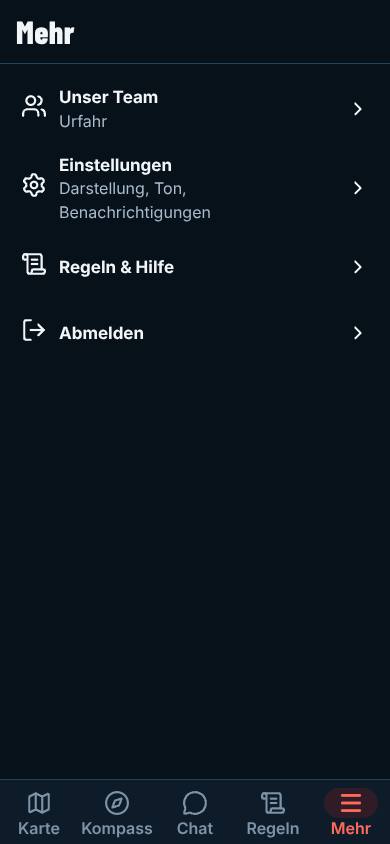 Mehr
Unser Team
Urfahr
Einstellungen
Darstellung, Ton,
Benachrichtigungen
Regeln & Hilfe
Abmelden
Karte
Kompass
Chat
Regeln
Mehr